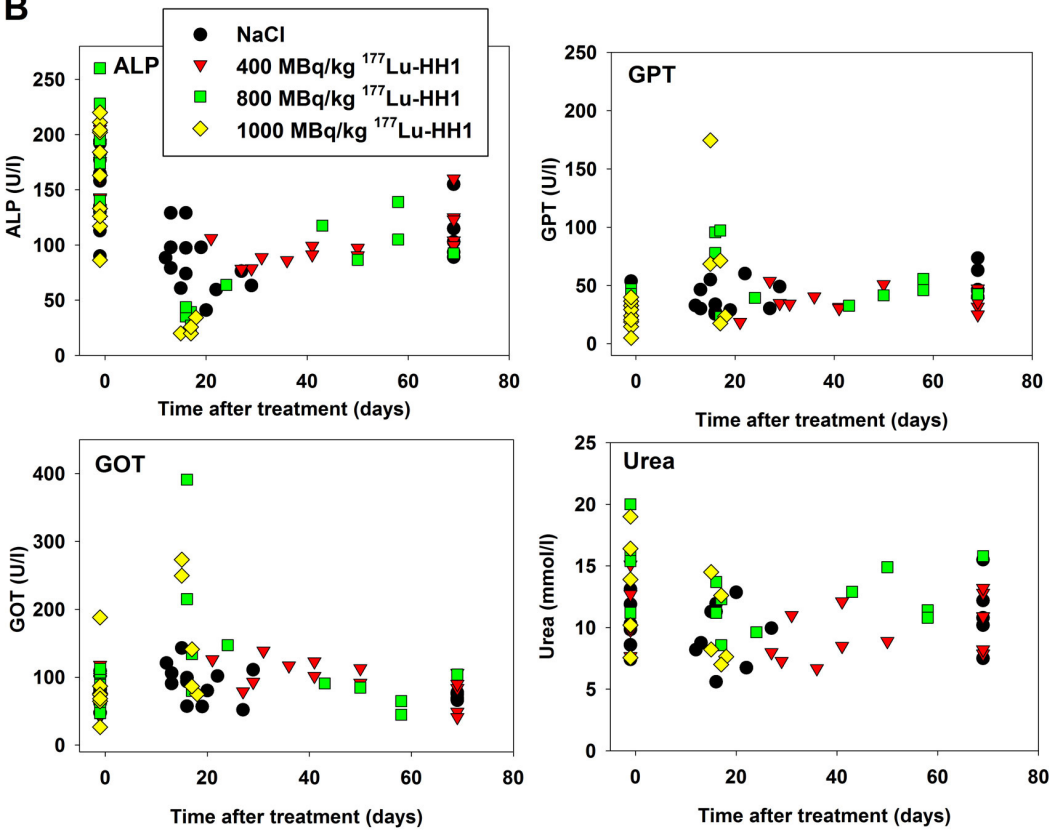 B
NaCl
400 MBq/kg ¹⁷⁷Lu-HH1
800 MBq/kg ¹⁷⁷Lu-HH1
1000 MBq/kg ¹⁷⁷Lu-HH1
ALP
ALP (U/l)
250
200
150
100
50
0
0 20 40 60 80
Time after treatment (days)
GPT
GPT (U/l)
250
200
150
100
50
0
0 20 40 60 80
Time after treatment (days)
GOT
GOT (U/l)
400
300
200
100
0
0 20 40 60 80
Time after treatment (days)
Urea
Urea (mmol/l)
25
20
15
10
5
0
0 20 40 60 80
Time after treatment (days)